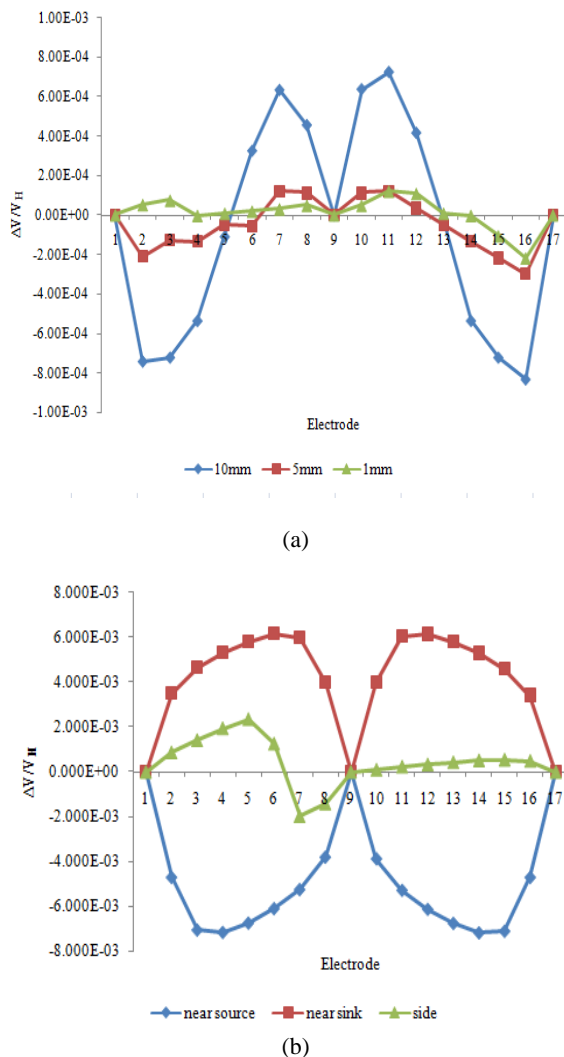 1.00E-03
8.00E-04
6.00E-04
4.00E-04
2.00E-04
0.00E+00
-2.00E-04
-4.00E-04
-6.00E-04
-8.00E-04
-1.00E-03
ΔV/VH
1 2 3 4 5 6 7 8 9 10 11 12 13 14 15 16 17
Electrode
10mm 5mm 1mm
(a)
8.000E-03
6.000E-03
4.000E-03
2.000E-03
0.000E+00
-2.000E-03
-4.000E-03
-6.000E-03
-8.000E-03
ΔV/VH
1 2 3 4 5 6 7 8 9 10 11 12 13 14 15 16 17
Electrode
near source near sink side
(b)